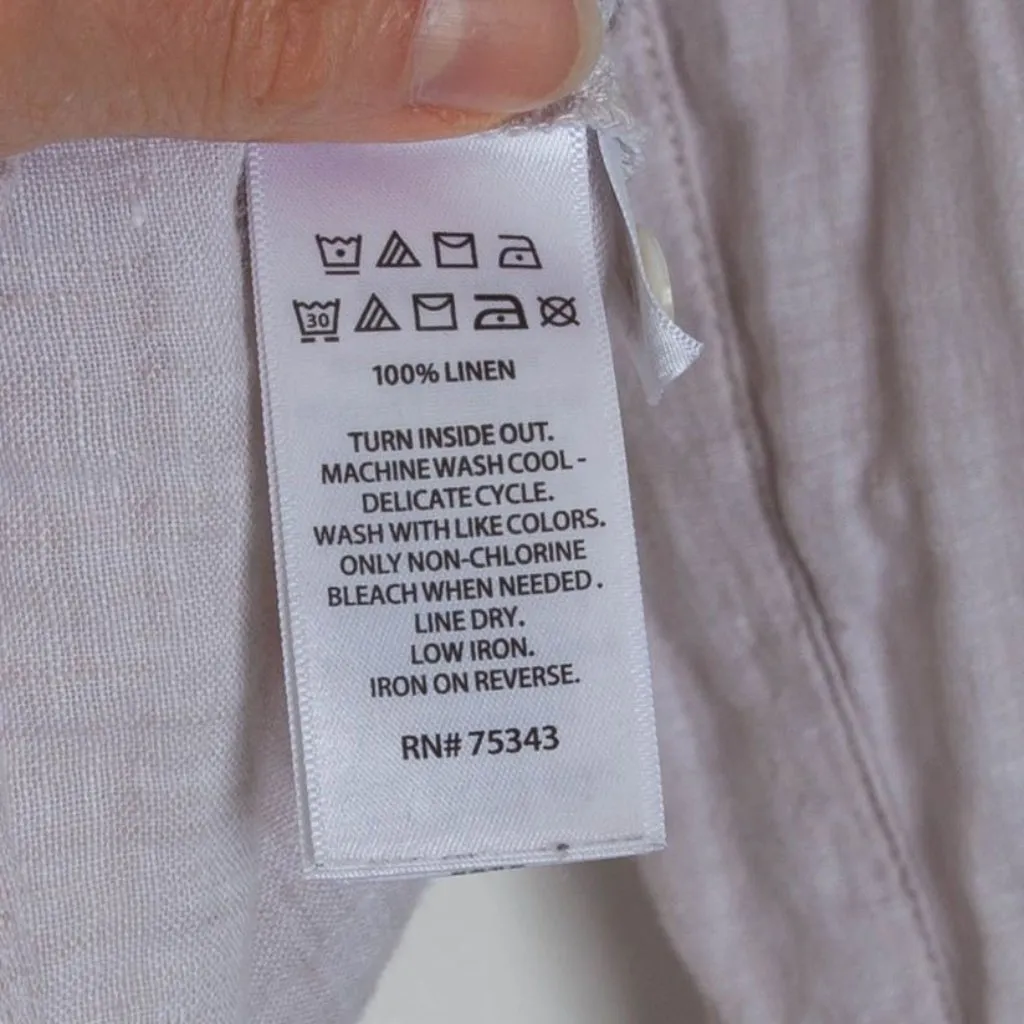 30
100% LINEN
TURN INSIDE OUT.
MACHINE WASH COOL -
DELICATE CYCLE.
WASH WITH LIKE COLORS.
ONLY NON-CHLORINE
BLEACH WHEN NEEDED .
LINE DRY.
LOW IRON.
IRON ON REVERSE.
RN# 75343